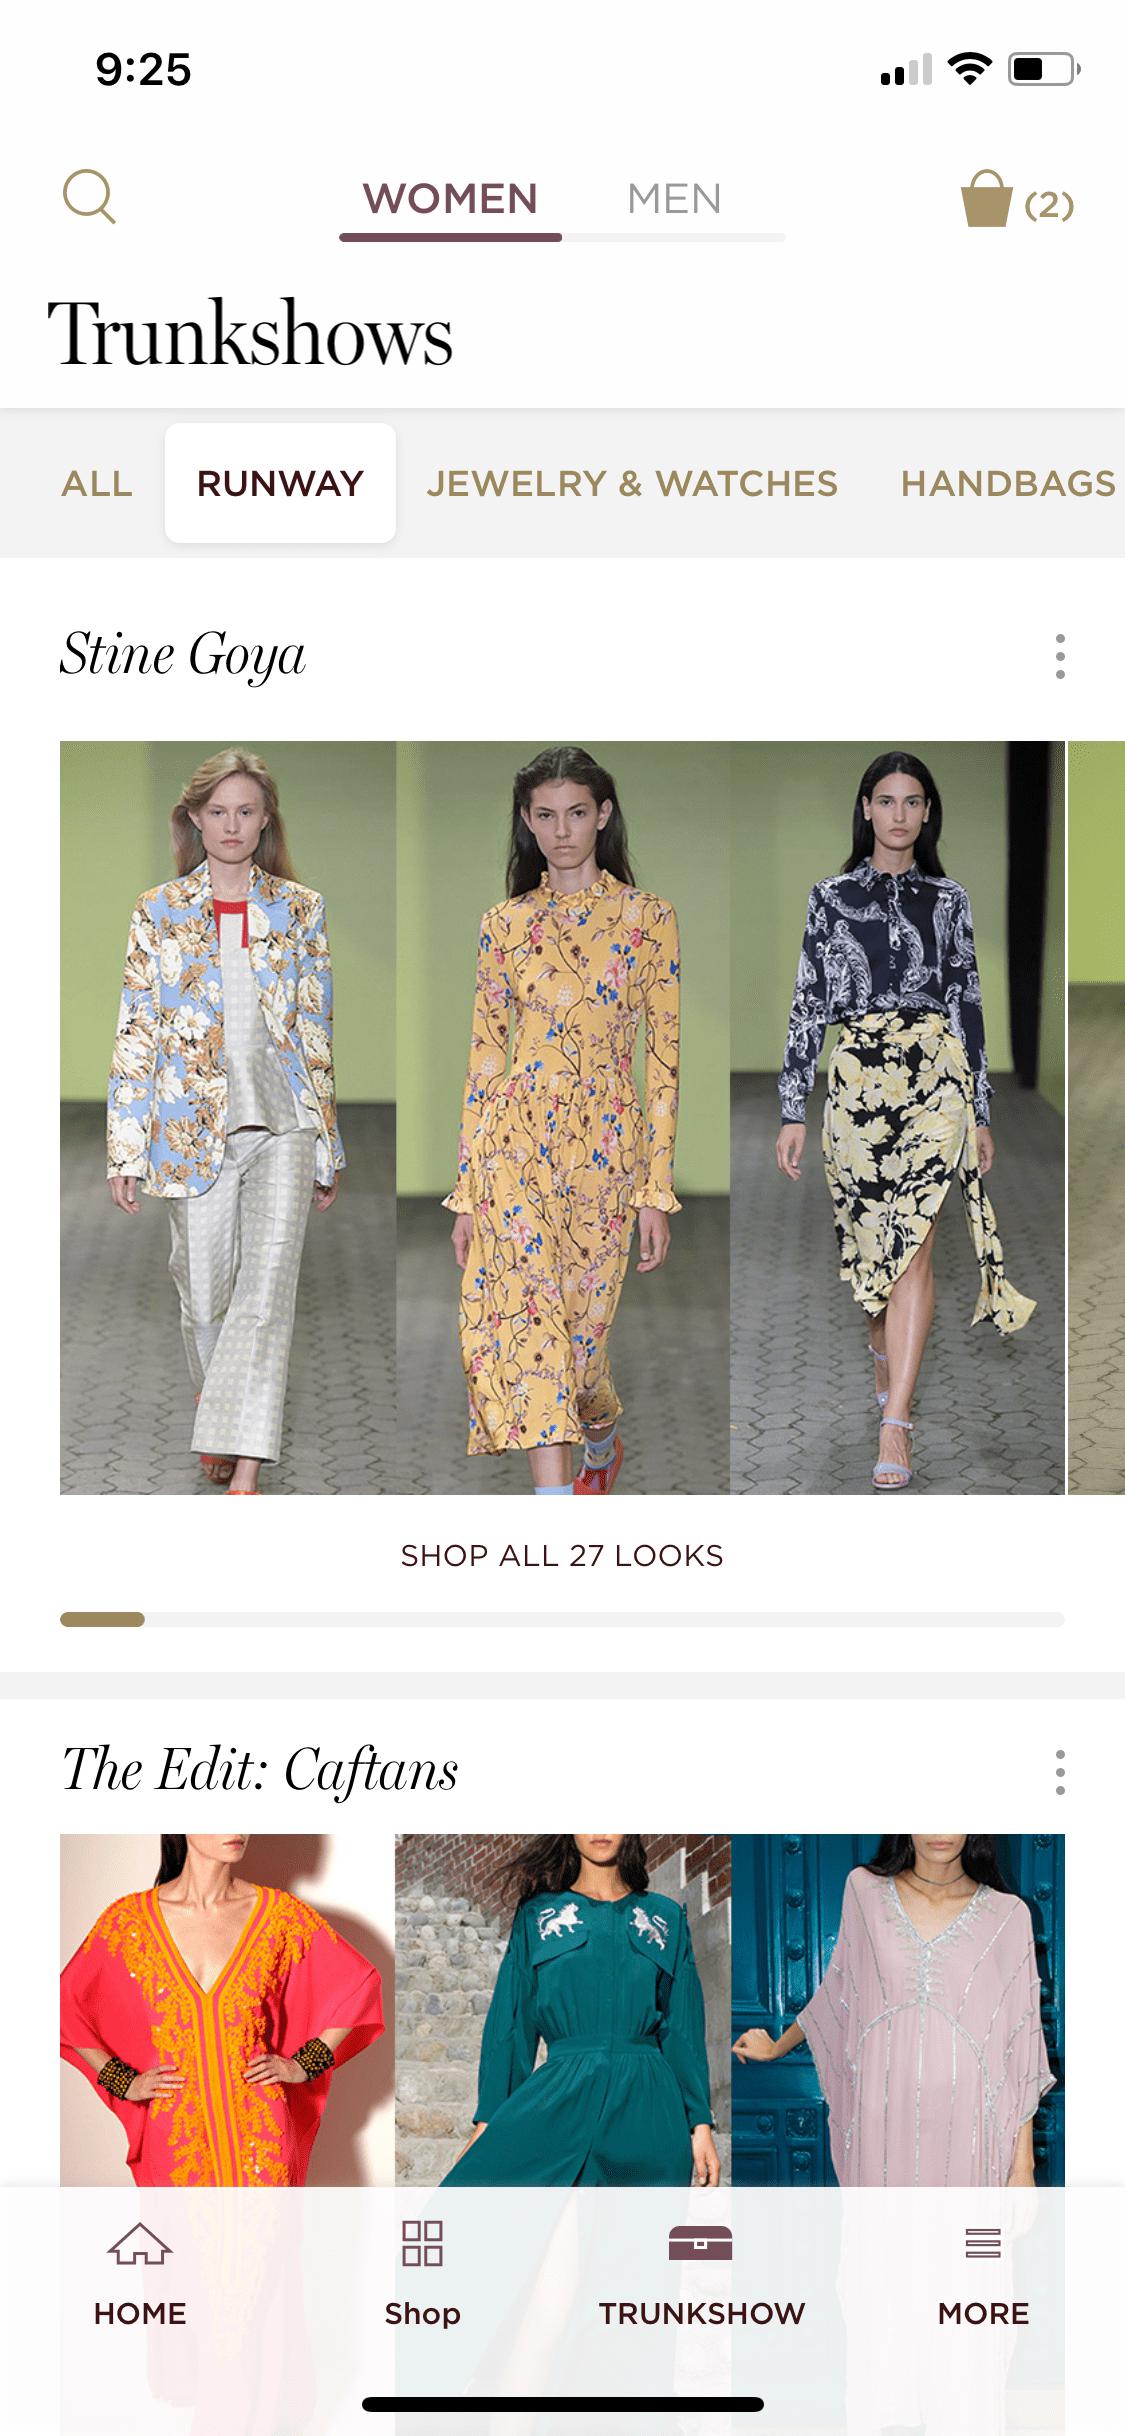 9:25
WOMEN MEN (2)
Trunkshows
ALL RUNWAY JEWELRY & WATCHES HANDBAGS
Stine Goya
SHOP ALL 27 LOOKS
The Edit: Caftans
HOME Shop TRUNKSHOW MORE